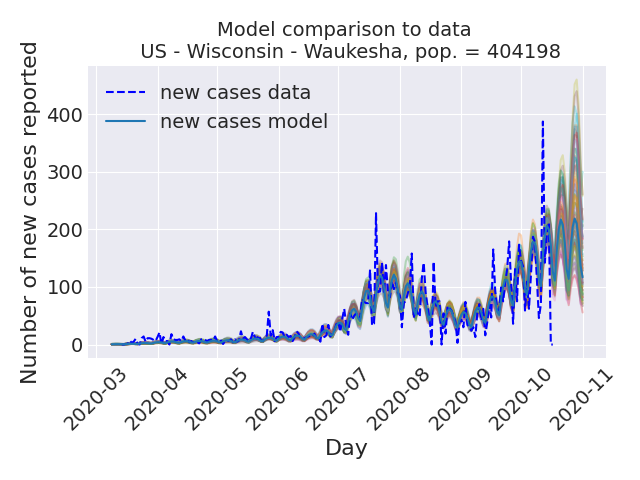 Model comparison to data
US - Wisconsin - Waukesha, pop. = 404198
new cases data
new cases model
Number of new cases reported
400
300
200
100
0
2020-03
2020-04
2020-05
2020-06
2020-07
2020-08
2020-09
2020-10
2020-11
Day